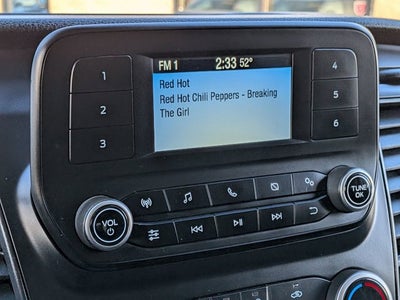 FM 1 2:33 52°
Red Hot
Red Hot Chili Peppers - Breaking
The Girl
1
2
3
4
5
6
VOL
TUNE
OK